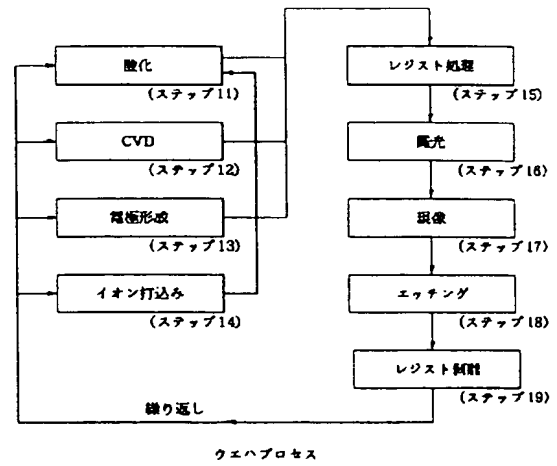 酸化
(ステップ11)
CVD
(ステップ12)
電極形成
(ステップ13)
イオン打込み
(ステップ14)
レジスト処理
(ステップ15)
露光
(ステップ16)
現像
(ステップ17)
エッチング
(ステップ18)
レジスト剥離
(ステップ19)
繰り返し
ウエハプロセス